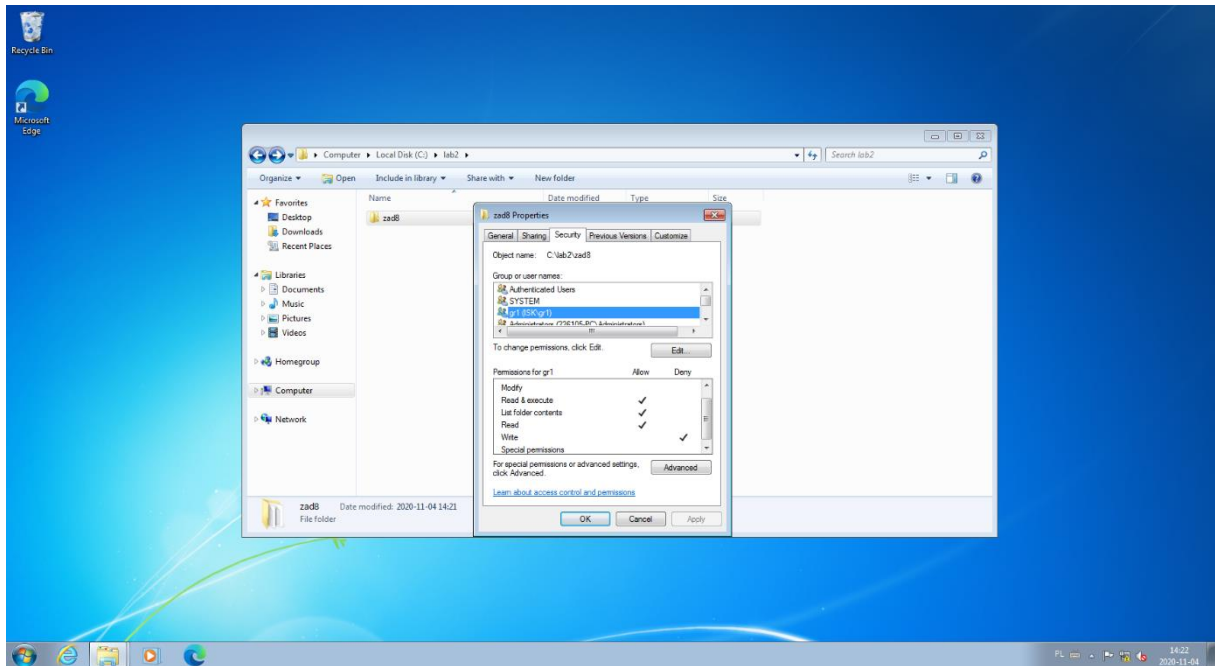 Recycle Bin
Microsoft
Edge
Computer Local Disk (C:) lab2
Search lab2
Organize Open Include in library Share with New folder
Favorites
Desktop
Downloads
Recent Places
Libraries
Documents
Music
Pictures
Videos
Homegroup
Computer
Network
Name Date modified Type Size
zad8
zad8 Properties
General Sharing Security Previous Versions Customize
Object name: C:\lab2\zad8
Group or user names:
Authenticated Users
SYSTEM
gr1 (ISK\gr1)
Administrators (226105-PC\Administrators)
To change permissions, click Edit.
Edit...
Permissions for gr1 Allow Deny
Modify
Read & execute
List folder contents
Read
Write
Special permissions
For special permissions or advanced settings,
click Advanced.
Advanced
Learn about access control and permissions
OK Cancel Apply
zad8 Date modified: 2020-11-04 14:21
File folder
PL
14:22
2020-11-04